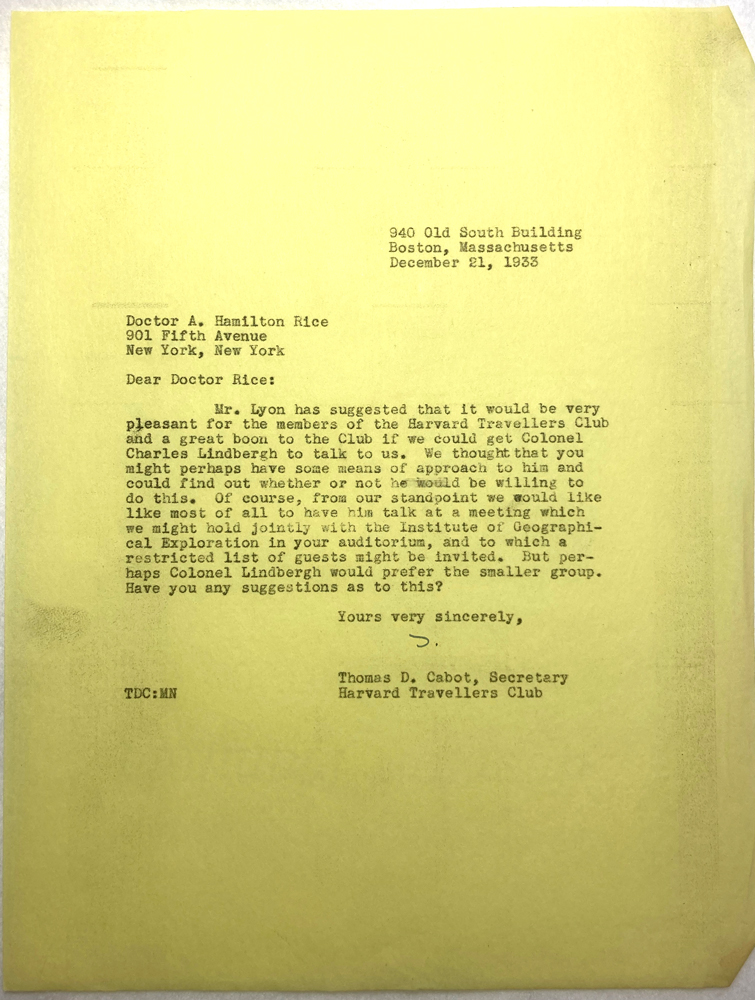 940 Old South Building
Boston, Massachusetts
December 21, 1933
Doctor A. Hamilton Rice
901 Fifth Avenue
New York, New York
Dear Doctor Rice:
Mr. Lyon has suggested that it would be very
pleasant for the members of the Harvard Travellers Club
and a great boon to the Club if we could get Colonel
Charles Lindbergh to talk to us. We thought that you
might perhaps have some means of approach to him and
could find out whether or not he would be willing to
do this. Of course, from our standpoint we would like
like most of all to have him talk at a meeting which
we might hold jointly with the Institute of Geographi-
cal Exploration in your auditorium, and to which a
restricted list of guests might be invited. But per-
haps Colonel Lindbergh would prefer the smaller group.
Have you any suggestions as to this?
Yours very sincerely,
Thomas D. Cabot, Secretary
TDC:MN Harvard Travellers Club